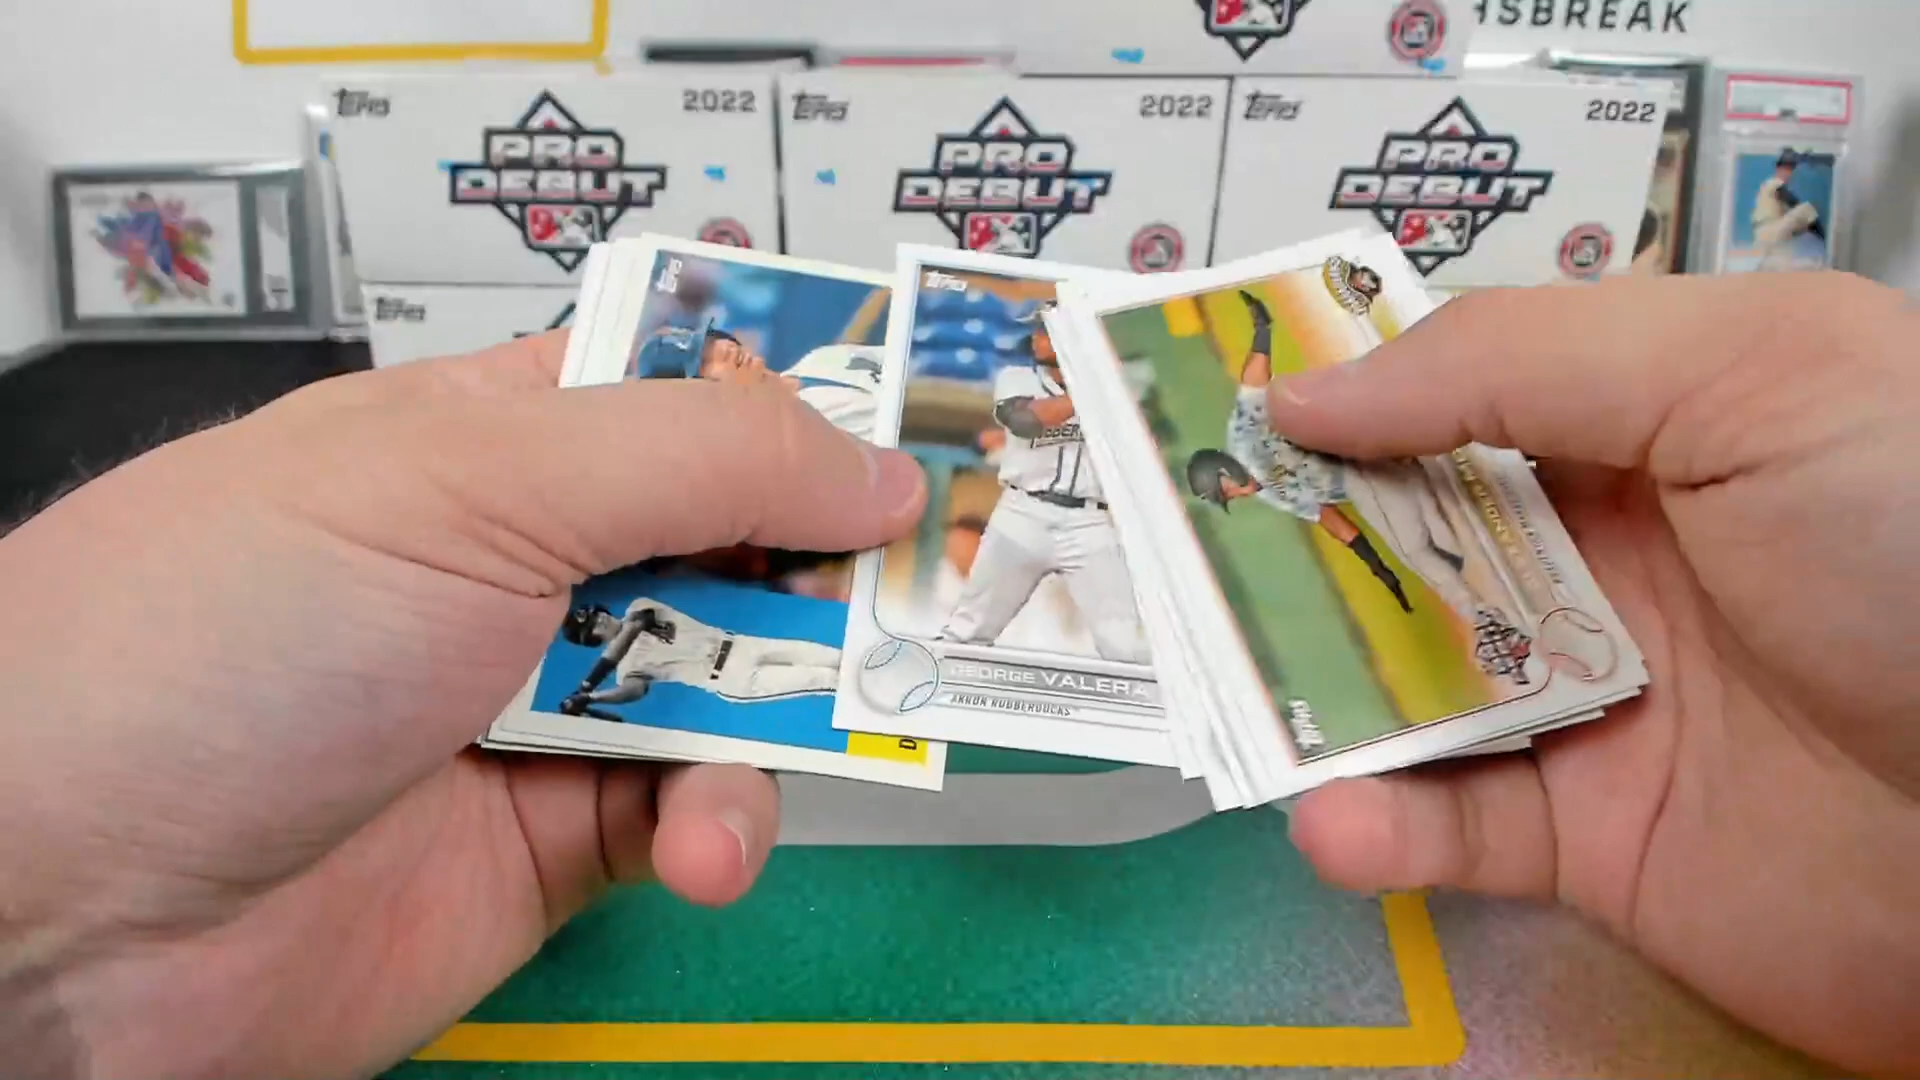 HSBREAK
Topps
2022
PRO
DEBUT
Topps
2022
PRO
DEBUT
Topps
2022
PRO
DEBUT
Topps
Topps
Topps
GEORGE VALERA
AKRON RUBBERDUCKS
Topps
D